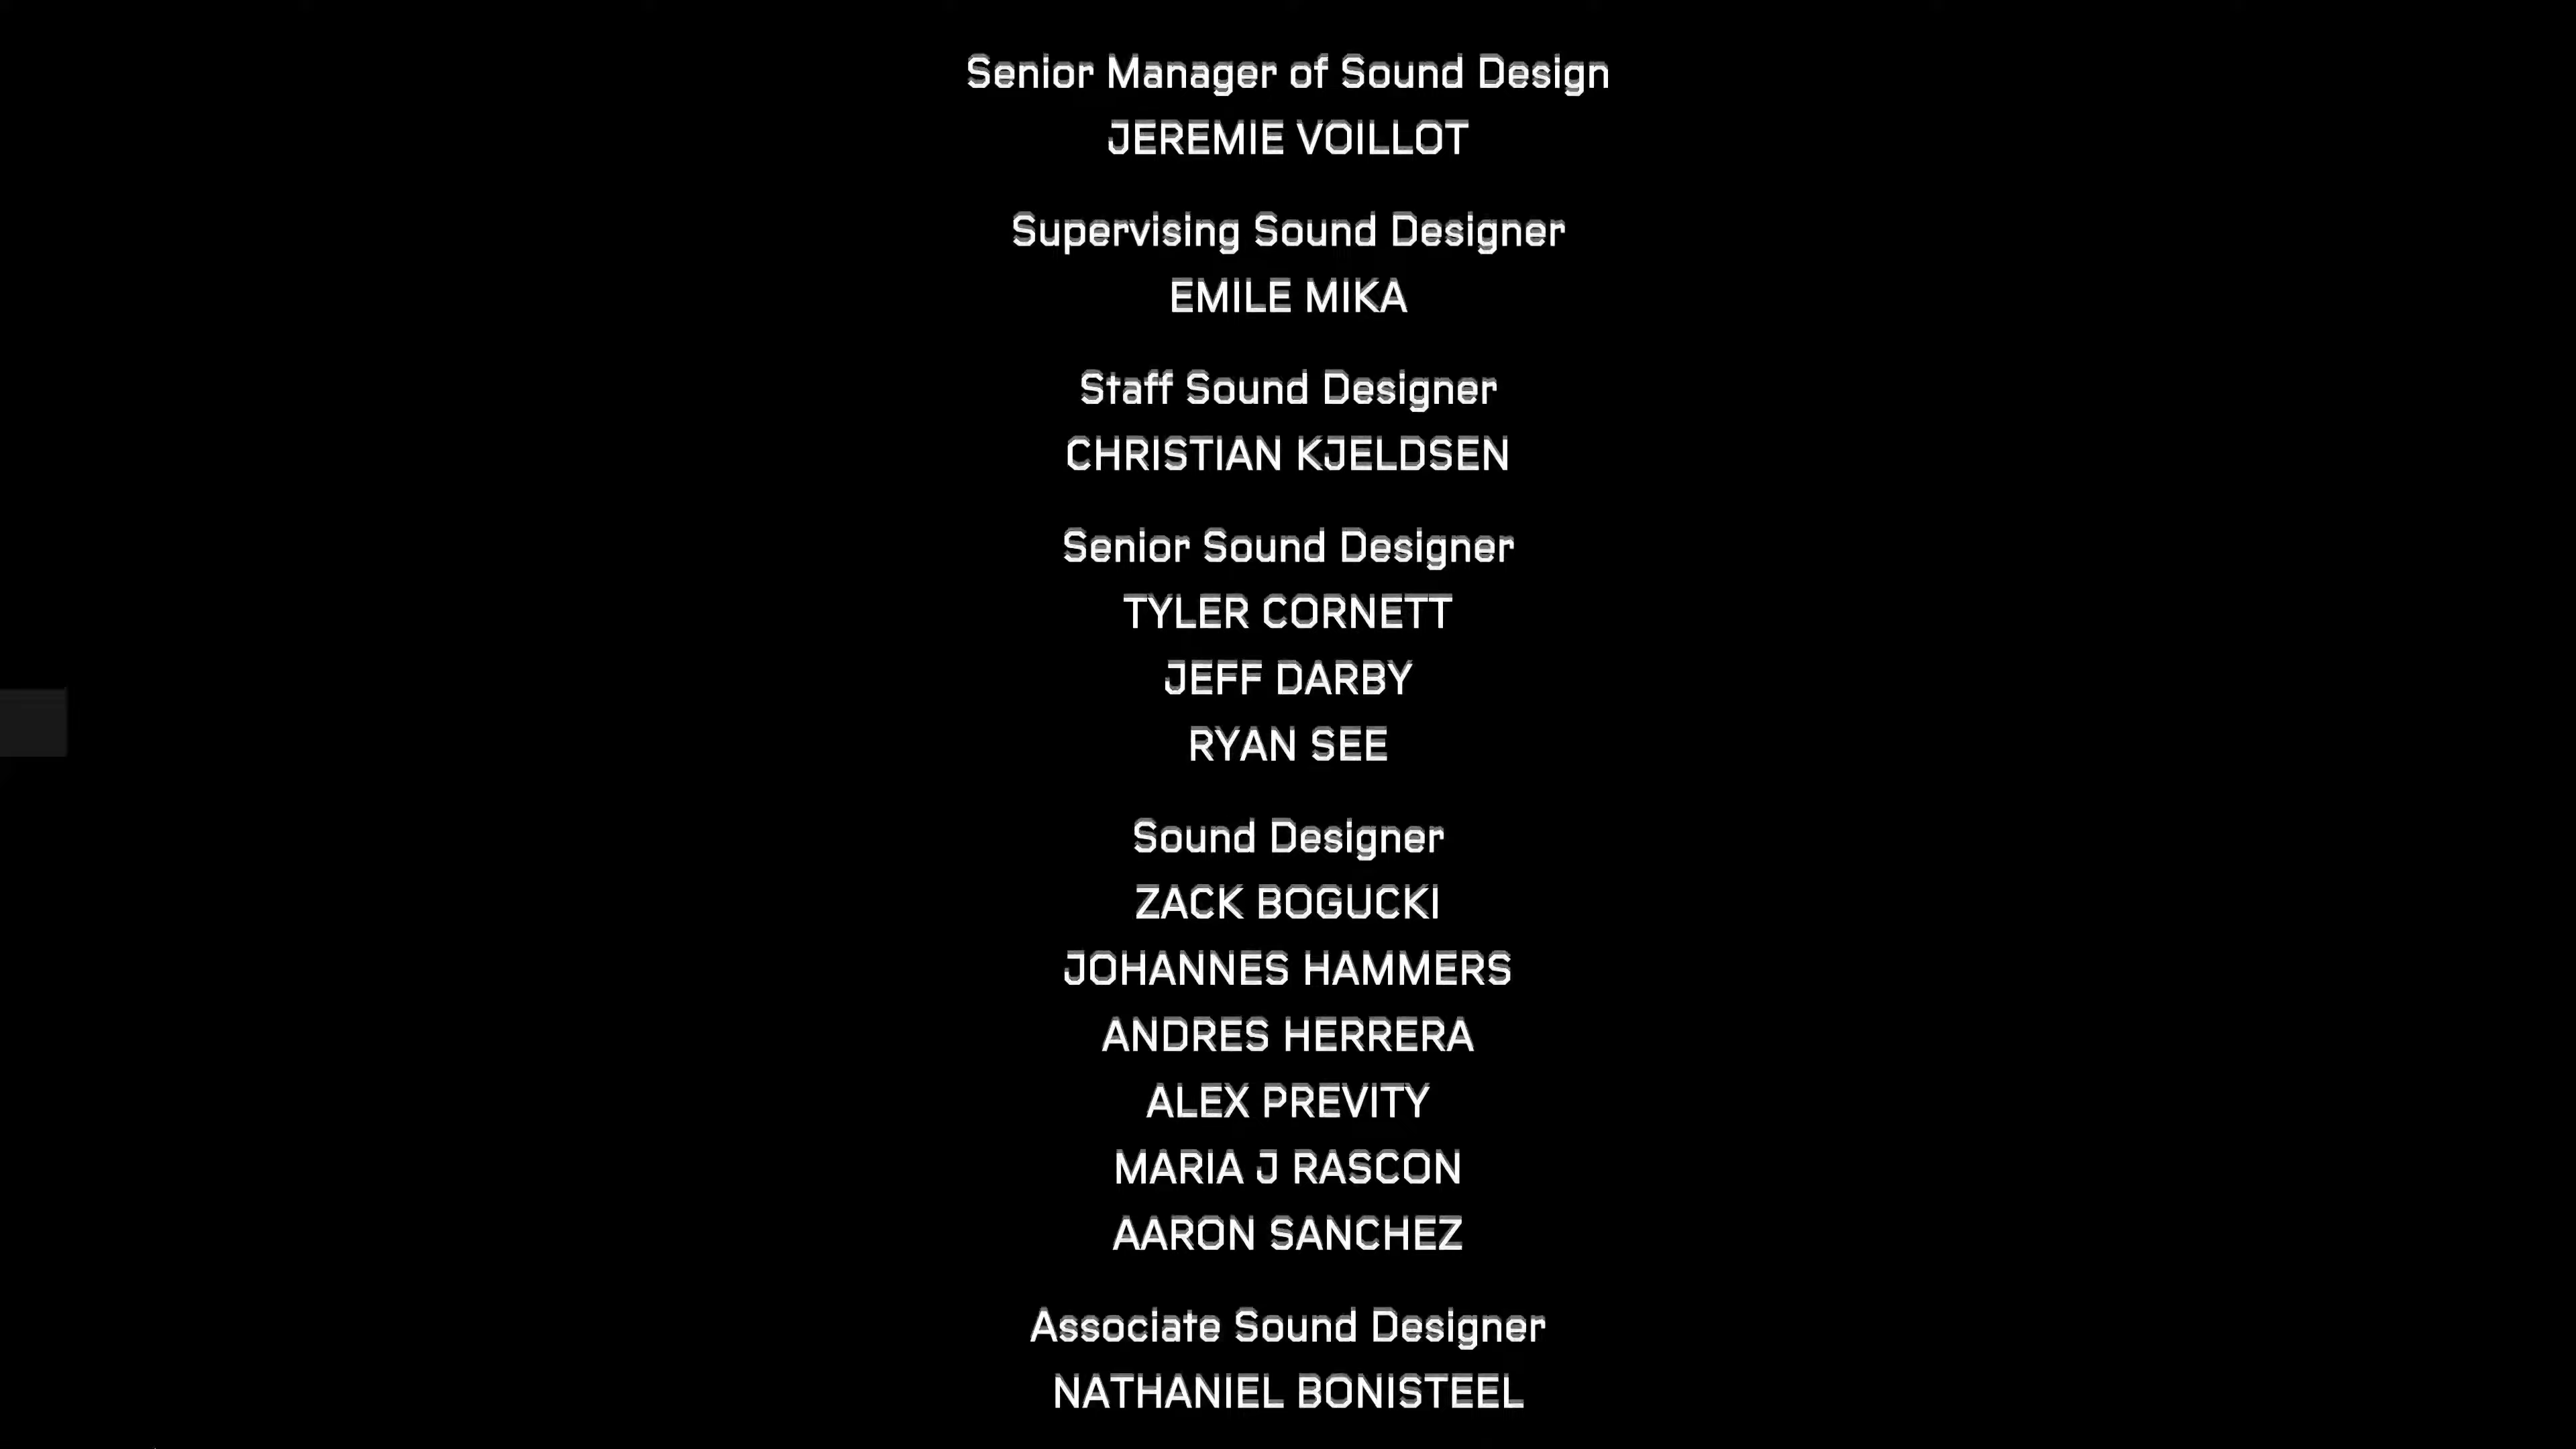 Senior Manager of Sound Design
JEREMIE VOILLOT
Supervising Sound Designer
EMILE MIKA
Staff Sound Designer
CHRISTIAN KJELDSEN
Senior Sound Designer
TYLER CORNETT
JEFF DARBY
RYAN SEE
Sound Designer
ZACK BOGUCKI
JOHANNES HAMMERS
ANDRES HERRERA
ALEX PREVITY
MARIA J RASCON
AARON SANCHEZ
Associate Sound Designer
NATHANIEL BONISTEEL